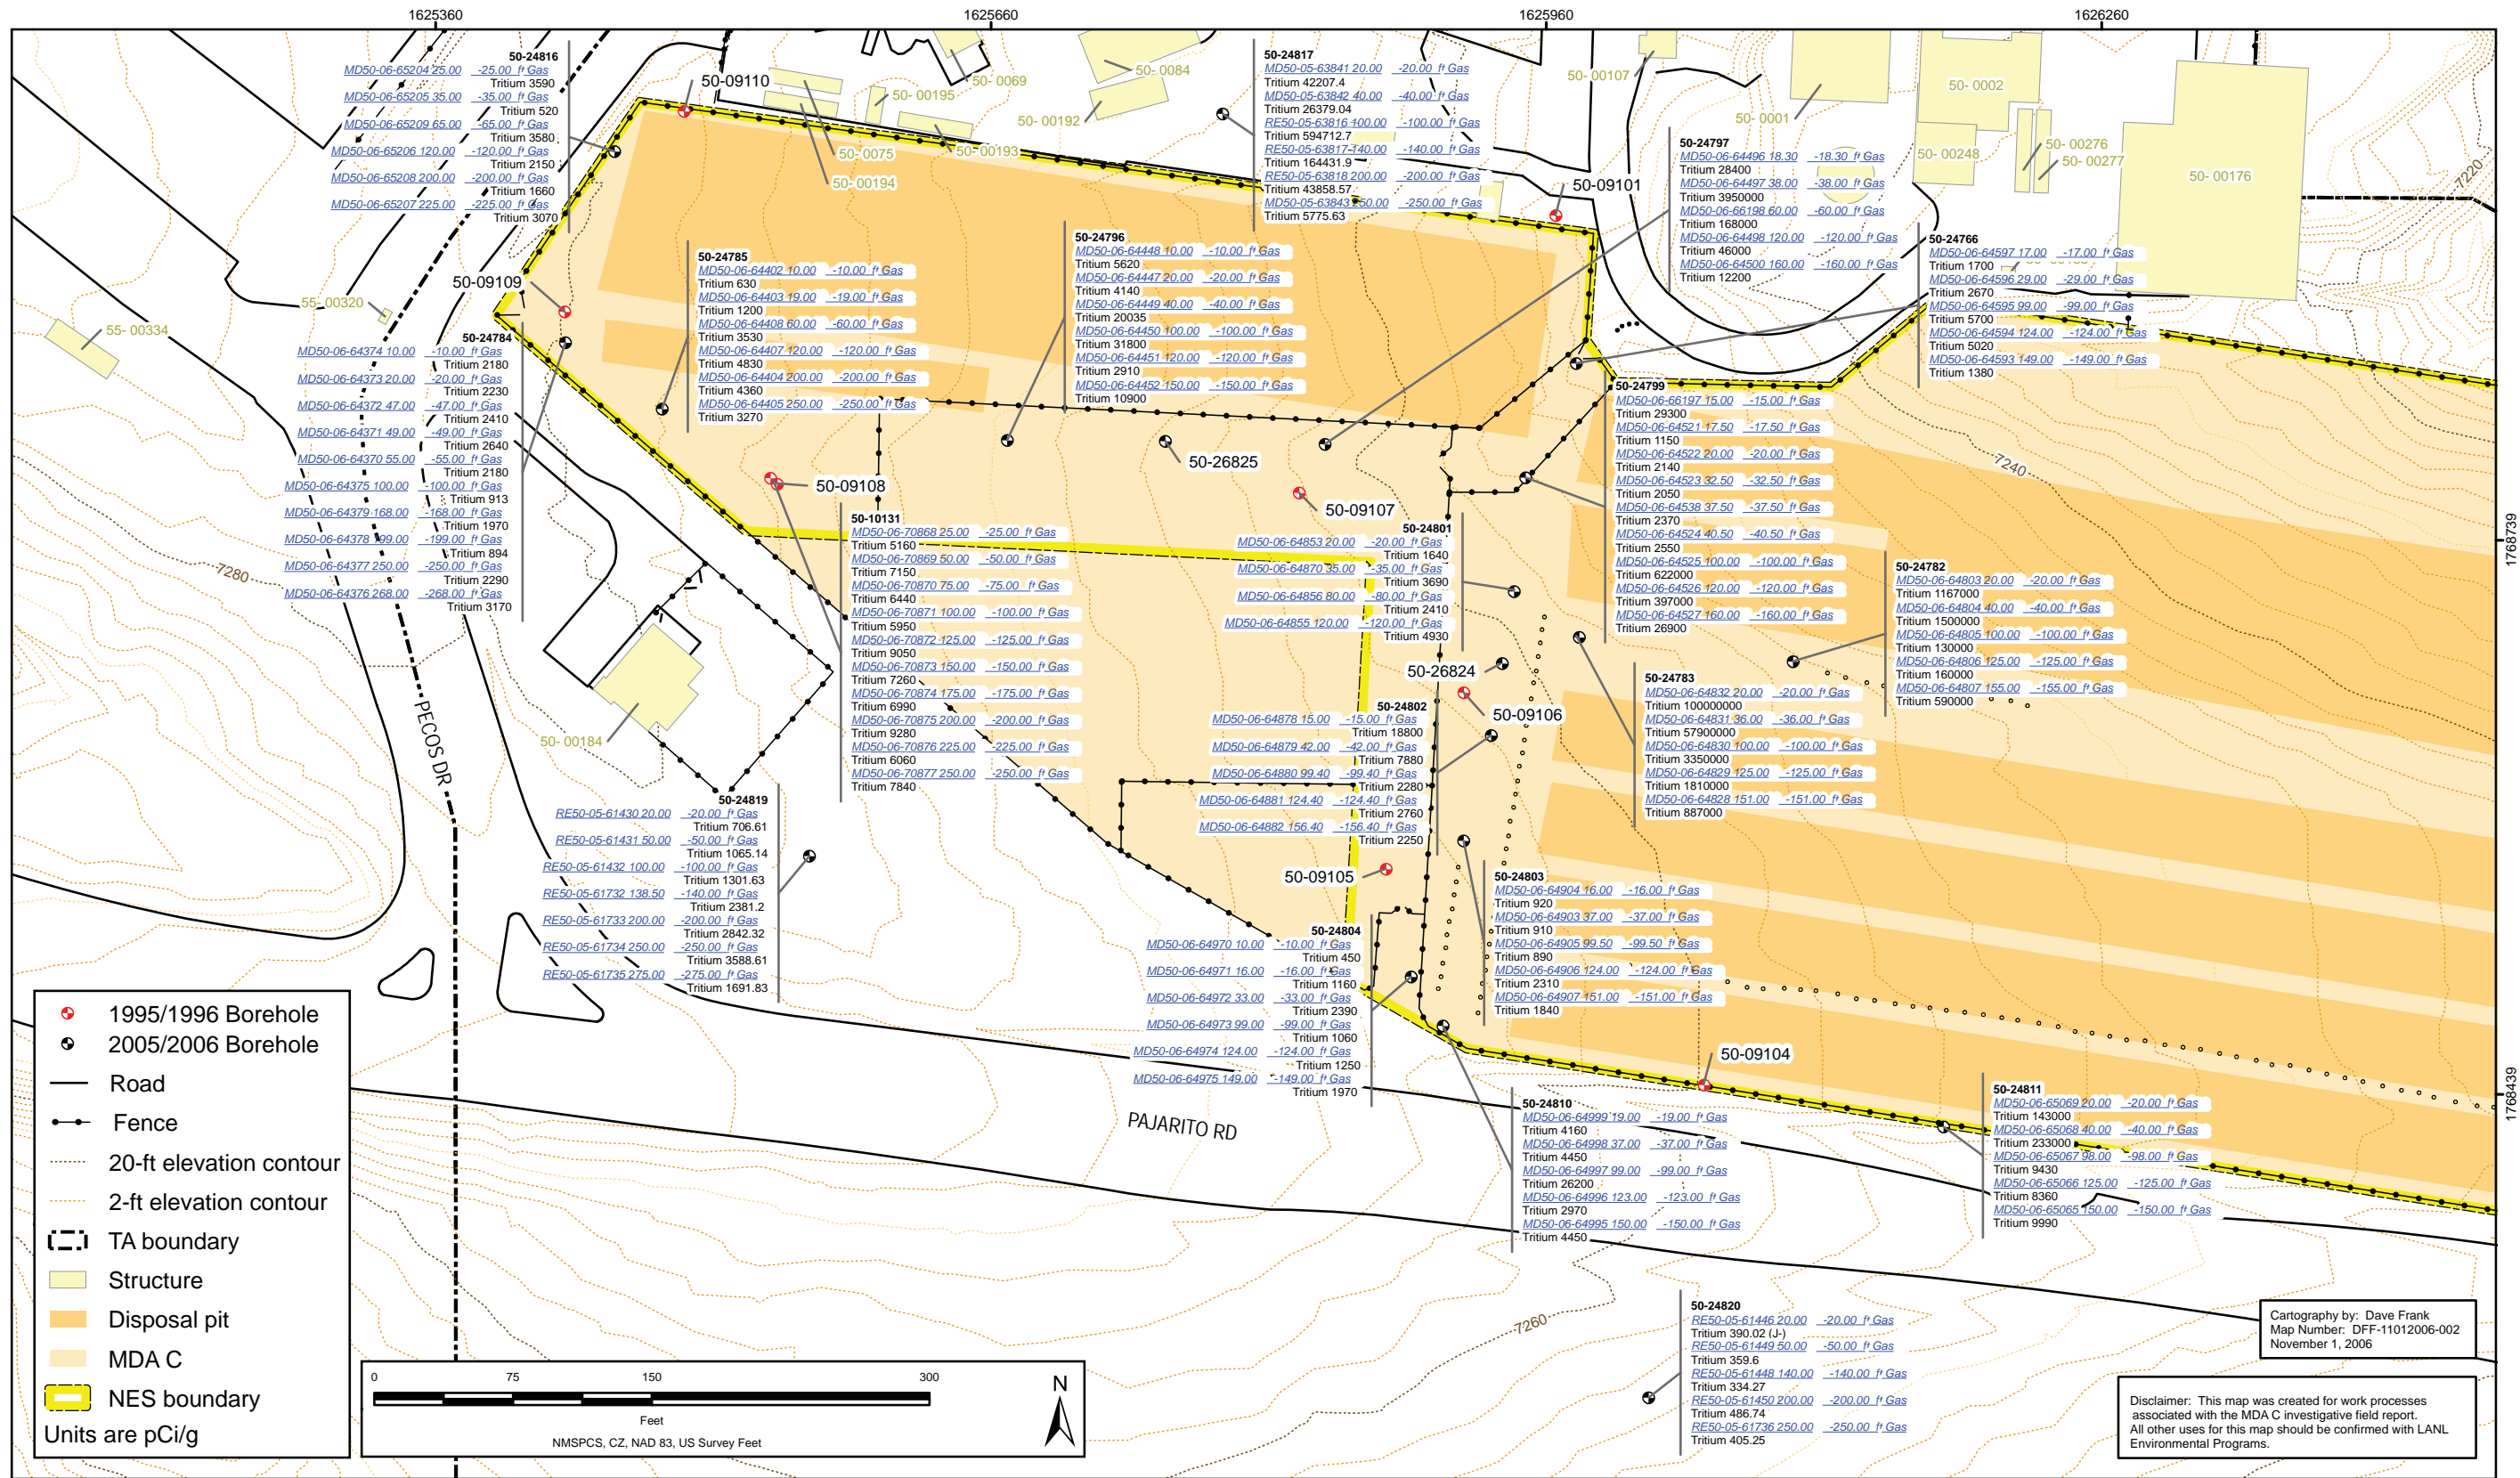 1625360
1625660
1625960
1626260
50-24816
MD50-06-65204 25.00 -25.00 ft Gas
Tritium 3590
MD50-06-65205 35.00 -35.00 ft Gas
Tritium 520
MD50-06-65209 65.00 -65.00 ft Gas
Tritium 3580
MD50-06-65206 120.00 -120.00 ft Gas
Tritium 2150
MD50-06-65208 200.00 -200.00 ft Gas
Tritium 1660
MD50-06-65207 225.00 -225.00 ft Gas
Tritium 3070
50-09110
50- 00195
50- 0069
50- 0084
50- 00192
50- 0075
50- 00193
50- 00194
50-24817
MD50-05-63841 20.00 -20.00 ft Gas
Tritium 42207.4
MD50-05-63842 40.00 -40.00 ft Gas
Tritium 26379.04
RE50-05-63816 100.00 -100.00 ft Gas
Tritium 594712.7
RE50-05-63817 140.00 -140.00 ft Gas
Tritium 164431.9
RE50-05-63818 200.00 -200.00 ft Gas
Tritium 43858.57
MD50-05-63843 250.00 -250.00 ft Gas
Tritium 5775.63
50- 00107
50- 0001
50- 0002
50- 00248
50- 00276
50- 00277
50- 00176
7220
50-09101
50-24797
MD50-06-64496 18.30 -18.30 ft Gas
Tritium 28400
MD50-06-64497 38.00 -38.00 ft Gas
Tritium 3950000
MD50-06-66198 60.00 -60.00 ft Gas
Tritium 168000
MD50-06-64498 120.00 -120.00 ft Gas
Tritium 46000
MD50-06-64500 160.00 -160.00 ft Gas
Tritium 12200
50-24766
MD50-06-64597 17.00 -17.00 ft Gas
Tritium 1700
MD50-06-64596 29.00 -29.00 ft Gas
Tritium 2670
MD50-06-64595 99.00 -99.00 ft Gas
Tritium 5700
MD50-06-64594 124.00 -124.00 ft Gas
Tritium 5020
MD50-06-64593 149.00 -149.00 ft Gas
Tritium 1380
50-09109
55- 00320
55- 00334
50-24785
MD50-06-64402 10.00 -10.00 ft Gas
Tritium 630
MD50-06-64403 19.00 -19.00 ft Gas
Tritium 1200
MD50-06-64408 60.00 -60.00 ft Gas
Tritium 3530
MD50-06-64407 120.00 -120.00 ft Gas
Tritium 4830
MD50-06-64404 200.00 -200.00 ft Gas
Tritium 4360
MD50-06-64405 250.00 -250.00 ft Gas
Tritium 3270
50-24796
MD50-06-64448 10.00 -10.00 ft Gas
Tritium 5620
MD50-06-64447 20.00 -20.00 ft Gas
Tritium 4140
MD50-06-64449 40.00 -40.00 ft Gas
Tritium 20035
MD50-06-64450 100.00 -100.00 ft Gas
Tritium 31800
MD50-06-64451 120.00 -120.00 ft Gas
Tritium 2910
MD50-06-64452 150.00 -150.00 ft Gas
Tritium 10900
50-24784
MD50-06-64374 10.00 -10.00 ft Gas
Tritium 2180
MD50-06-64373 20.00 -20.00 ft Gas
Tritium 2230
MD50-06-64372 47.00 -47.00 ft Gas
Tritium 2410
MD50-06-64371 49.00 -49.00 ft Gas
Tritium 2640
MD50-06-64370 55.00 -55.00 ft Gas
Tritium 2180
MD50-06-64375 100.00 -100.00 ft Gas
Tritium 913
MD50-06-64379 168.00 -168.00 ft Gas
Tritium 1970
MD50-06-64378 199.00 -199.00 ft Gas
Tritium 894
MD50-06-64377 250.00 -250.00 ft Gas
Tritium 2290
MD50-06-64376 268.00 -268.00 ft Gas
Tritium 3170
50-24799
MD50-06-66197 15.00 -15.00 ft Gas
Tritium 29300
MD50-06-64521 17.50 -17.50 ft Gas
Tritium 1150
MD50-06-64522 20.00 -20.00 ft Gas
Tritium 2140
MD50-06-64523 32.50 -32.50 ft Gas
Tritium 2050
MD50-06-64538 37.50 -37.50 ft Gas
Tritium 2370
MD50-06-64524 40.50 -40.50 ft Gas
Tritium 2550
MD50-06-64525 100.00 -100.00 ft Gas
Tritium 622000
MD50-06-64526 120.00 -120.00 ft Gas
Tritium 397000
MD50-06-64527 160.00 -160.00 ft Gas
Tritium 26900
7240
1768739
50-26825
50-09108
50-09107
50-10131
MD50-06-70868 25.00 -25.00 ft Gas
Tritium 5160
MD50-06-70869 50.00 -50.00 ft Gas
Tritium 7150
MD50-06-70870 75.00 -75.00 ft Gas
Tritium 6440
MD50-06-70871 100.00 -100.00 ft Gas
Tritium 5950
MD50-06-70872 125.00 -125.00 ft Gas
Tritium 9050
MD50-06-70873 150.00 -150.00 ft Gas
Tritium 7260
MD50-06-70874 175.00 -175.00 ft Gas
Tritium 6990
MD50-06-70875 200.00 -200.00 ft Gas
Tritium 9280
MD50-06-70876 225.00 -225.00 ft Gas
Tritium 6060
MD50-06-70877 250.00 -250.00 ft Gas
Tritium 7840
50-24801
MD50-06-64853 20.00 -20.00 ft Gas
Tritium 1640
MD50-06-64870 35.00 -35.00 ft Gas
Tritium 3690
MD50-06-64856 80.00 -80.00 ft Gas
Tritium 2410
MD50-06-64855 120.00 -120.00 ft Gas
Tritium 4930
50-24782
MD50-06-64803 20.00 -20.00 ft Gas
Tritium 1167000
MD50-06-64804 40.00 -40.00 ft Gas
Tritium 1500000
MD50-06-64805 100.00 -100.00 ft Gas
Tritium 130000
MD50-06-64806 125.00 -125.00 ft Gas
Tritium 160000
MD50-06-64807 155.00 -155.00 ft Gas
Tritium 590000
7280
PECOS DR
50- 00184
50-26824
50-09106
50-24783
MD50-06-64832 20.00 -20.00 ft Gas
Tritium 100000000
MD50-06-64831 36.00 -36.00 ft Gas
Tritium 57900000
MD50-06-64830 100.00 -100.00 ft Gas
Tritium 3350000
MD50-06-64829 125.00 -125.00 ft Gas
Tritium 1810000
MD50-06-64828 151.00 -151.00 ft Gas
Tritium 887000
50-24802
MD50-06-64878 15.00 -15.00 ft Gas
Tritium 18800
MD50-06-64879 42.00 -42.00 ft Gas
Tritium 7880
MD50-06-64880 99.40 -99.40 ft Gas
Tritium 2280
MD50-06-64881 124.40 -124.40 ft Gas
Tritium 2760
MD50-06-64882 156.40 -156.40 ft Gas
Tritium 2250
50-24819
RE50-05-61430 20.00 -20.00 ft Gas
Tritium 706.61
RE50-05-61431 50.00 -50.00 ft Gas
Tritium 1065.14
RE50-05-61432 100.00 -100.00 ft Gas
Tritium 1301.63
RE50-05-61732 138.50 -140.00 ft Gas
Tritium 2381.2
RE50-05-61733 200.00 -200.00 ft Gas
Tritium 2842.32
RE50-05-61734 250.00 -250.00 ft Gas
Tritium 3588.61
RE50-05-61735 275.00 -275.00 ft Gas
Tritium 1691.83
50-09105
50-24803
MD50-06-64904 16.00 -16.00 ft Gas
Tritium 920
MD50-06-64903 37.00 -37.00 ft Gas
Tritium 910
MD50-06-64905 99.50 -99.50 ft Gas
Tritium 890
MD50-06-64906 124.00 -124.00 ft Gas
Tritium 2310
MD50-06-64907 151.00 -151.00 ft Gas
Tritium 1840
50-24804
MD50-06-64970 10.00 -10.00 ft Gas
Tritium 450
MD50-06-64971 16.00 -16.00 ft Gas
Tritium 1160
MD50-06-64972 33.00 -33.00 ft Gas
Tritium 2390
MD50-06-64973 99.00 -99.00 ft Gas
Tritium 1060
MD50-06-64974 124.00 -124.00 ft Gas
Tritium 1250
MD50-06-64975 149.00 -149.00 ft Gas
Tritium 1970
50-09104
1768439
PAJARITO RD
50-24810
MD50-06-64999 19.00 -19.00 ft Gas
Tritium 4160
MD50-06-64998 37.00 -37.00 ft Gas
Tritium 4450
MD50-06-64997 99.00 -99.00 ft Gas
Tritium 26200
MD50-06-64996 123.00 -123.00 ft Gas
Tritium 2970
MD50-06-64995 150.00 -150.00 ft Gas
Tritium 4450
50-24811
MD50-06-65069 20.00 -20.00 ft Gas
Tritium 143000
MD50-06-65068 40.00 -40.00 ft Gas
Tritium 233000
MD50-06-65067 98.00 -98.00 ft Gas
Tritium 9430
MD50-06-65066 125.00 -125.00 ft Gas
Tritium 8360
MD50-06-65065 150.00 -150.00 ft Gas
Tritium 9990
7260
50-24820
RE50-05-61446 20.00 -20.00 ft Gas
Tritium 390.02 (J-)
RE50-05-61449 50.00 -50.00 ft Gas
Tritium 359.6
RE50-05-61448 140.00 -140.00 ft Gas
Tritium 334.27
RE50-05-61450 200.00 -200.00 ft Gas
Tritium 486.74
RE50-05-61736 250.00 -250.00 ft Gas
Tritium 405.25
1995/1996 Borehole
2005/2006 Borehole
Road
Fence
20-ft elevation contour
2-ft elevation contour
TA boundary
Structure
Disposal pit
MDA C
NES boundary
Units are pCi/g
0 75 150 300
Feet
NMSPCS, CZ, NAD 83, US Survey Feet
N
Cartography by: Dave Frank
Map Number: DFF-11012006-002
November 1, 2006
Disclaimer: This map was created for work processes
associated with the MDA C investigative field report.
All other uses for this map should be confirmed with LANL
Environmental Programs.